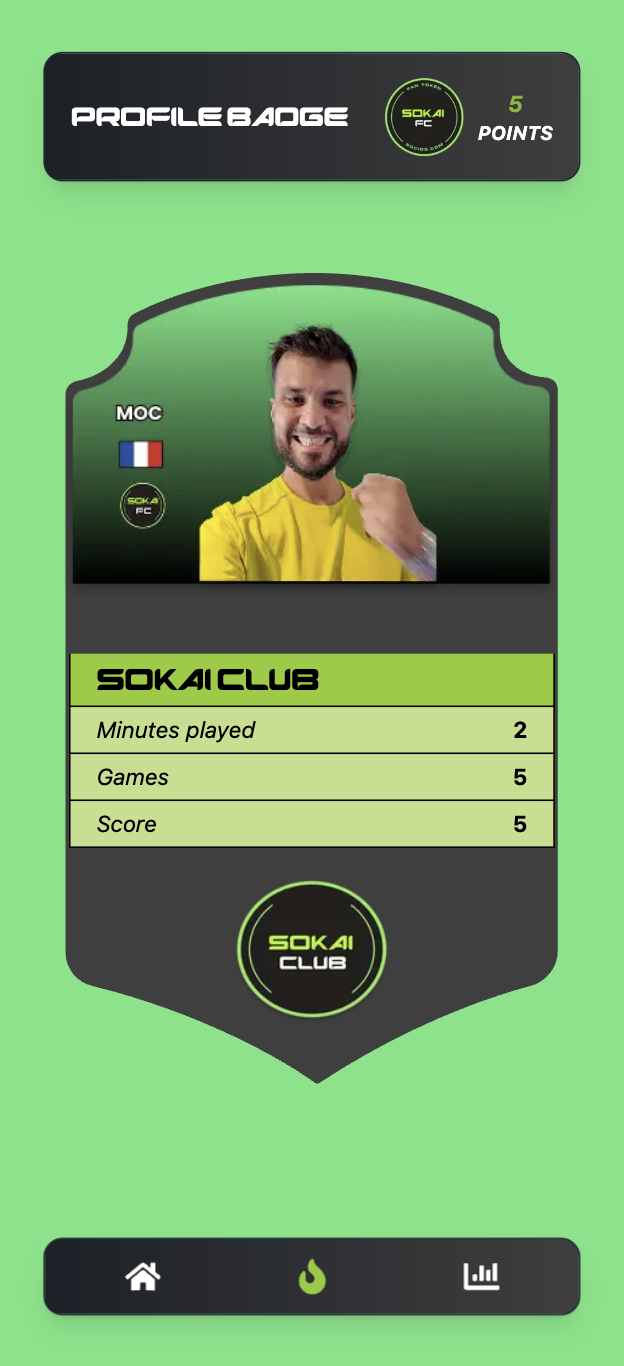 PROFILE BADGE
FAN TOKEN
SOKAI
FC
SOCIOS.COM
5
POINTS
MOC
SOKAI
FC
SOKAI CLUB
Minutes played 2
Games 5
Score 5
SOKAI
CLUB